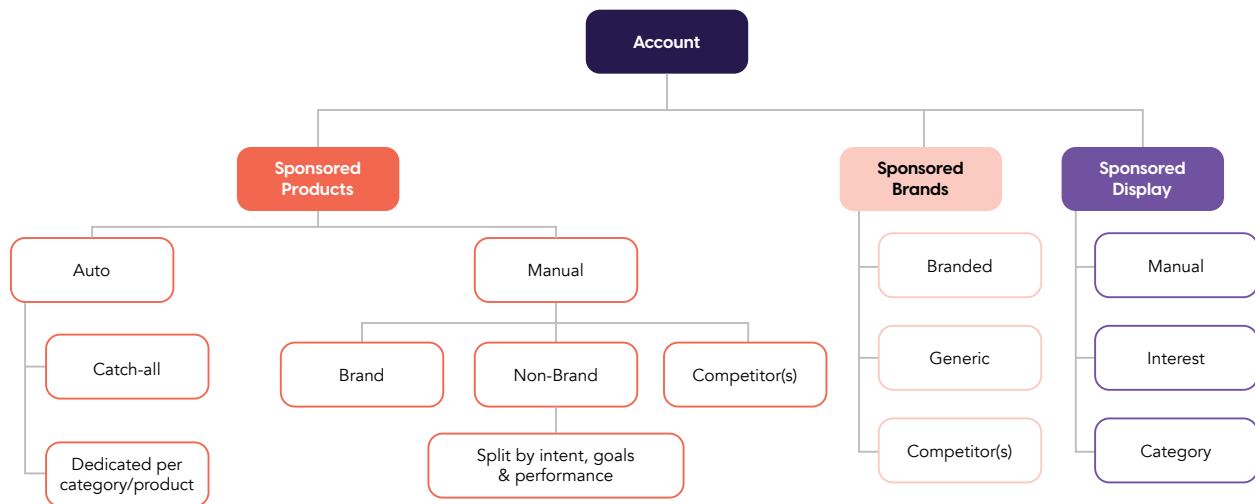 Account
Sponsored
Products
Sponsored
Brands
Sponsored
Display
Auto
Manual
Branded
Manual
Catch-all
Brand
Non-Brand
Competitor(s)
Generic
Interest
Dedicated per
category/product
Split by intent, goals
& performance
Competitor(s)
Category